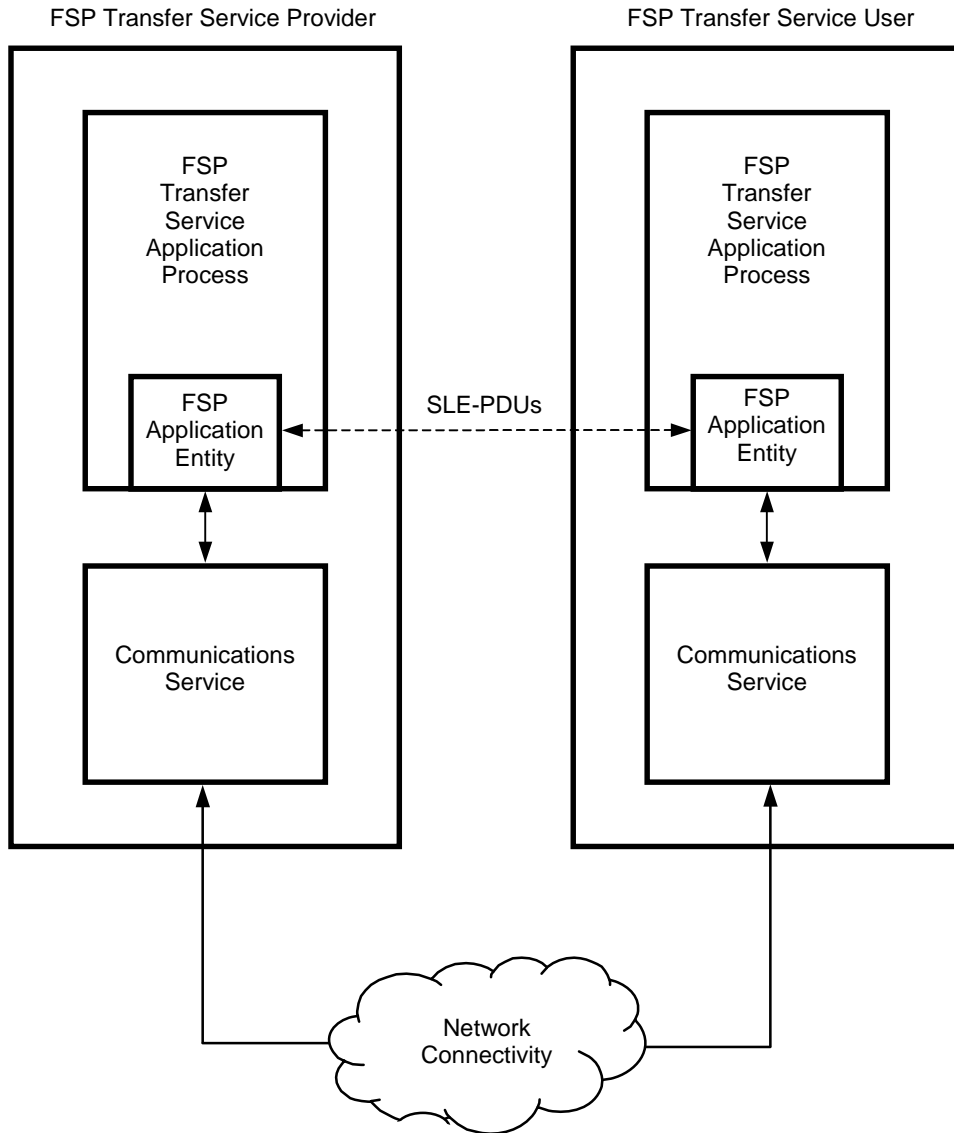 FSP Transfer Service Provider
FSP Transfer Service User
FSP
Transfer
Service
Application
Process
FSP
Transfer
Service
Application
Process
FSP
Application
Entity
SLE-PDUs
FSP
Application
Entity
Communications
Service
Communications
Service
Network
Connectivity